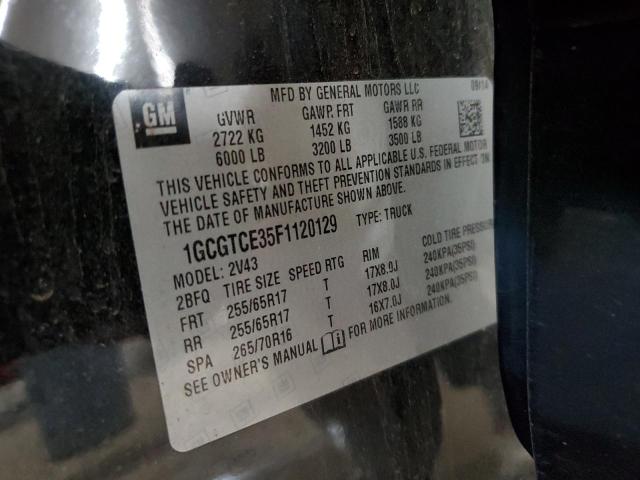 GM
MFD BY GENERAL MOTORS LLC 09/14
GVWR GAWR FRT GAWR RR
2722 KG 1452 KG 1588 KG
6000 LB 3200 LB 3500 LB
THIS VEHICLE CONFORMS TO ALL APPLICABLE U.S. FEDERAL MOTOR
VEHICLE SAFETY AND THEFT PREVENTION STANDARDS IN EFFECT ON
THE DATE OF MANUFACTURE SHOWN ABOVE.
1GCGTCE35F1120129 TYPE: TRUCK
MODEL: 2V43
2BFQ TIRE SIZE SPEED RTG RIM COLD TIRE PRESSURE
FRT 255/65R17 T 17X8.0J 240KPA(35PSI)
RR 255/65R17 T 17X8.0J 240KPA(35PSI)
SPA 265/70R16 T 16X7.0J 240KPA(35PSI)
SEE OWNER'S MANUAL FOR MORE INFORMATION.